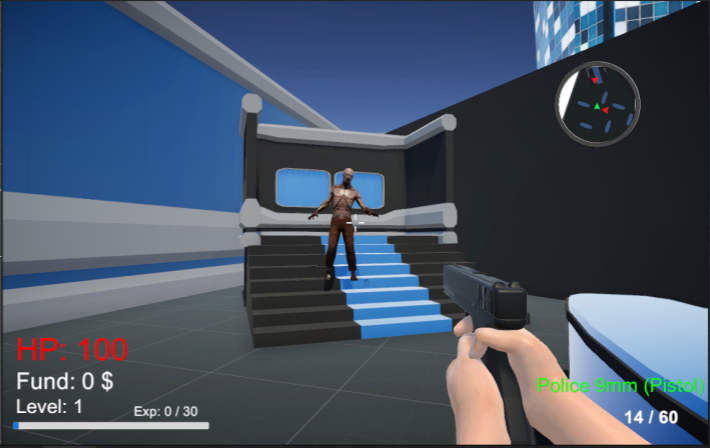 HP: 100
Fund: 0 $
Level: 1
Exp: 0 / 30
Police 9mm (Pistol)
14 / 60